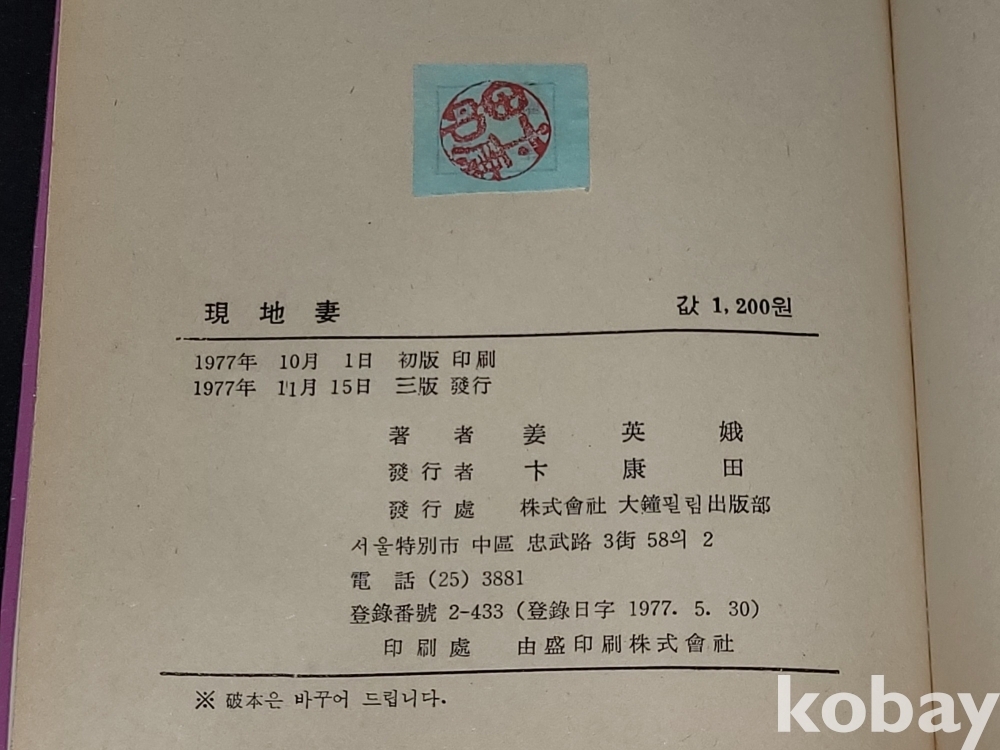 現地妻 값 1,200원
1977年 10月 1日 初版 印刷
1977年 11月 15日 三版 發行
著者 姜英娥
發行者 卞康田
發行處 株式會社 大鐘필림出版部
서울特別市 中區 忠武路 3街 58의 2
電話 (25) 3881
登錄番號 2-433 (登錄日字 1977. 5. 30)
印刷處 由盛印刷株式會社
※ 破本은 바꾸어 드립니다.
kobay